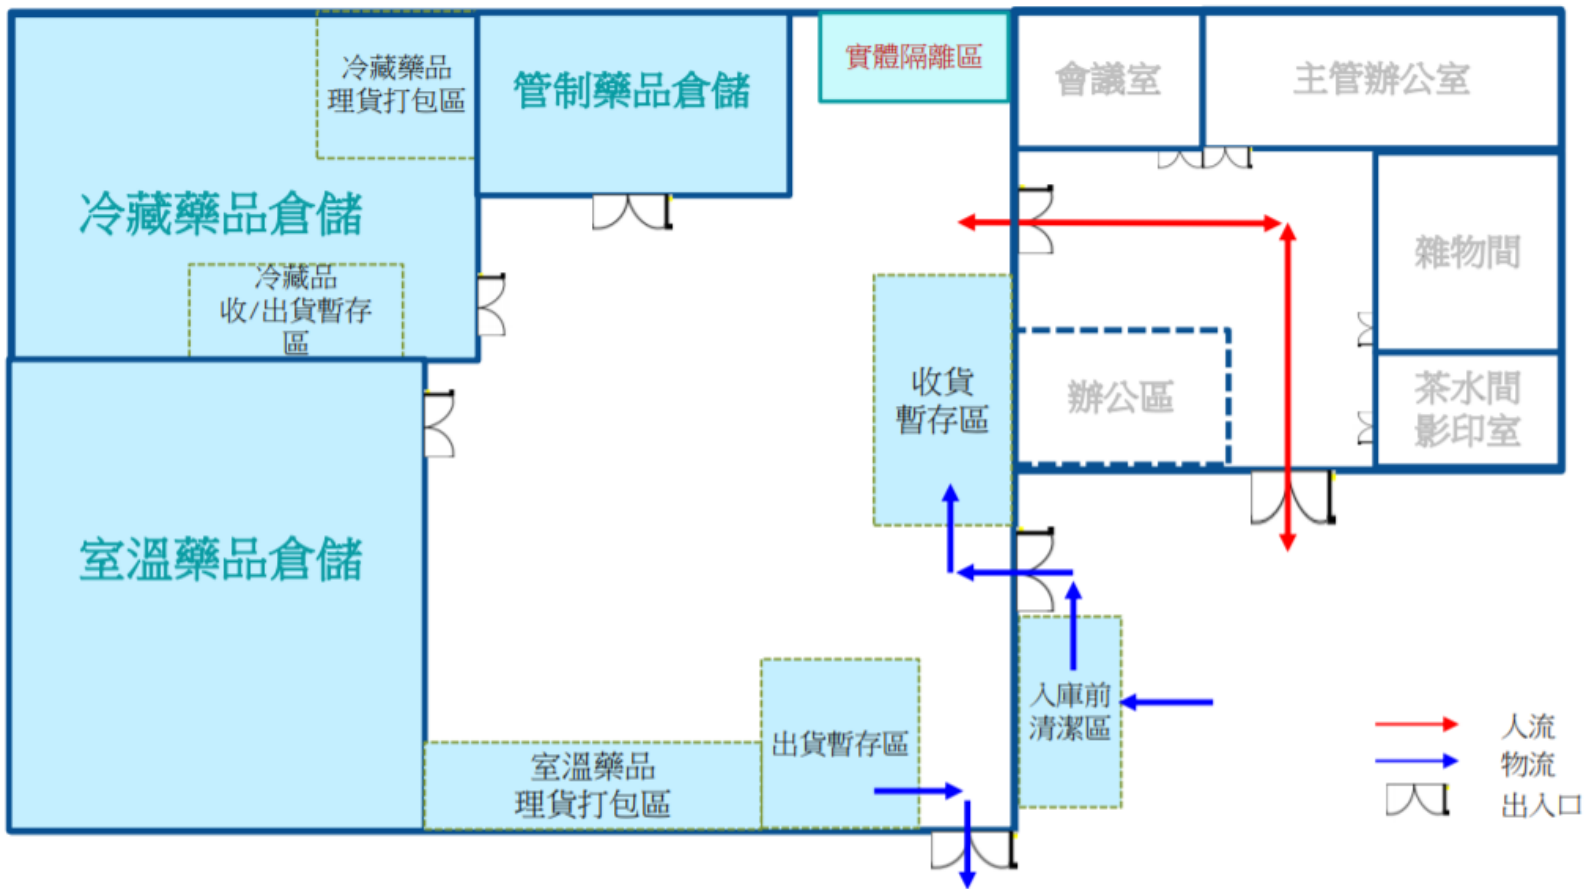 冷藏藥品
理貨打包區
管制藥品倉儲
實體隔離區
會議室
主管辦公室
冷藏藥品倉儲
雜物間
冷藏品
收/出貨暫存
區
收貨
暫存區
辦公區
茶水間
影印室
室溫藥品倉儲
入庫前
清潔區
出貨暫存區
室溫藥品
理貨打包區
人流
物流
出入口